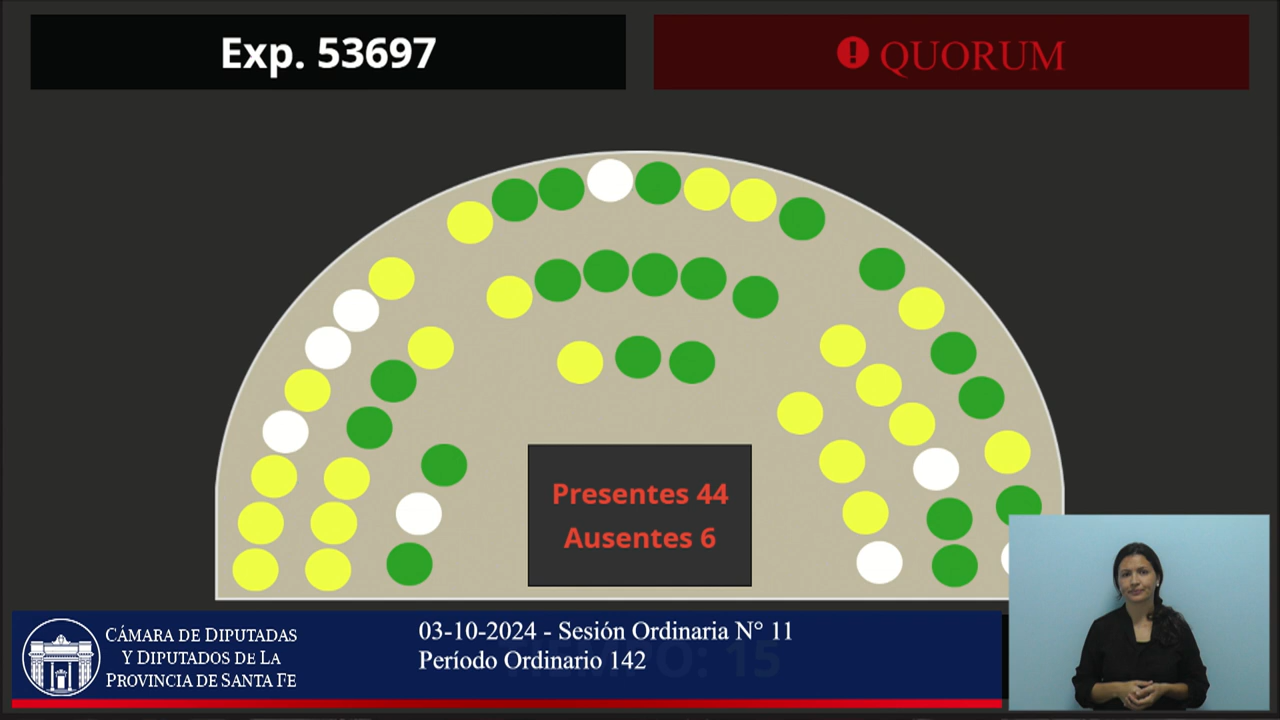 Exp. 53697
QUORUM
Presentes 44
Ausentes 6
CÁMARA DE DIPUTADAS
Y DIPUTADOS DE LA
PROVINCIA DE SANTA FE
03-10-2024 - Sesión Ordinaria N° 11
Período Ordinario 142